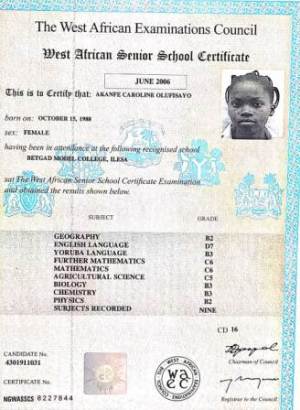 The West African Examinations Council
West African Senior School Certificate
JUNE 2006
This is to Certify that: AKANFE CAROLINE OLUFISAYO
born on: OCTOBER 15, 1988
sex: FEMALE
having been in attendance at the following recognised school
BETGAD MODEL COLLEGE, ILESA
sat The West African Senior School Certificate Examination
and obtained the results shown below.
SUBJECT GRADE
GEOGRAPHY B2
ENGLISH LANGUAGE D7
YORUBA LANGUAGE B3
FURTHER MATHEMATICS C6
MATHEMATICS C6
AGRICULTURAL SCIENCE C5
BIOLOGY B3
CHEMISTRY B3
PHYSICS B2
SUBJECTS RECORDED NINE
CD 16
CANDIDATE No.
4301911031
Chairman of Council
CERTIFICATE No.
NGWASSCS 8227844
Registrar to the Council
THE WEST AFRICAN
EXAMINATIONS COUNCIL
waec